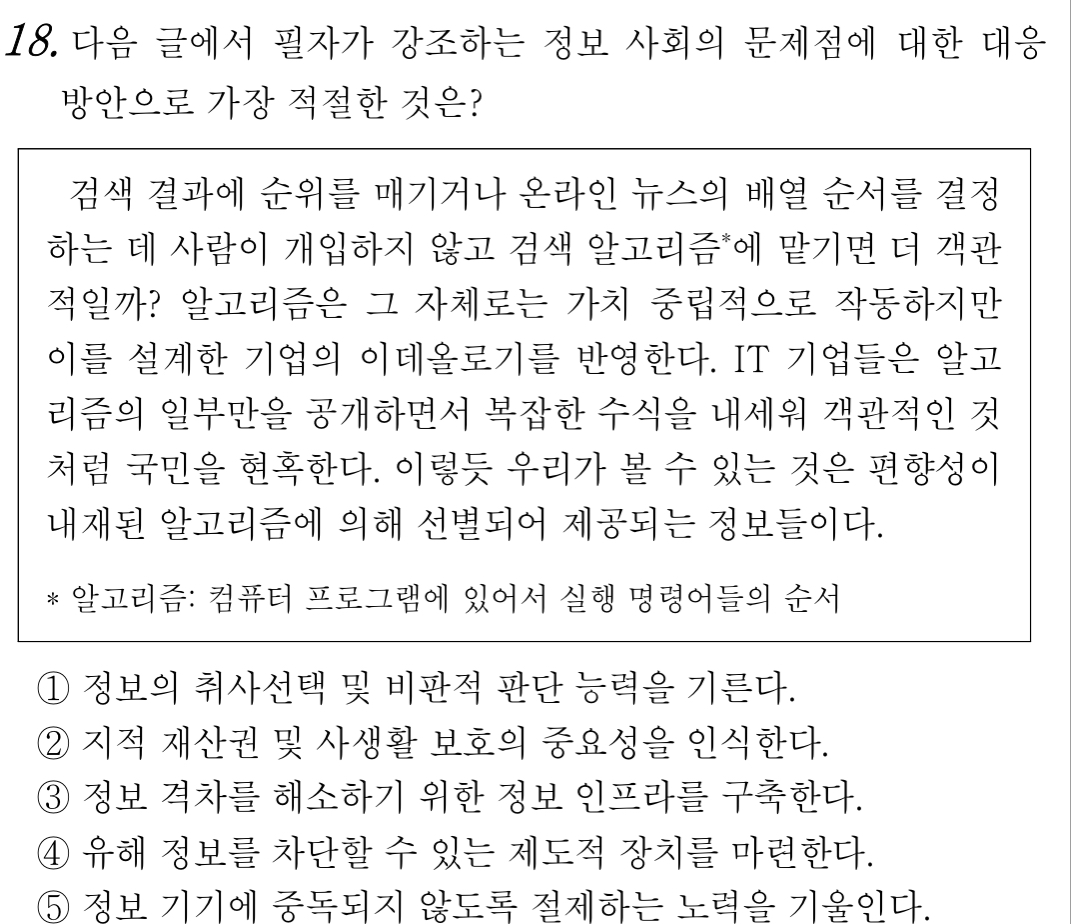 18. 다음 글에서 필자가 강조하는 정보 사회의 문제점에 대한 대응
방안으로 가장 적절한 것은?
검색 결과에 순위를 매기거나 온라인 뉴스의 배열 순서를 결정
하는 데 사람이 개입하지 않고 검색 알고리즘*에 맡기면 더 객관
적일까? 알고리즘은 그 자체로는 가치 중립적으로 작동하지만
이를 설계한 기업의 이데올로기를 반영한다. IT 기업들은 알고
리즘의 일부만을 공개하면서 복잡한 수식을 내세워 객관적인 것
처럼 국민을 현혹한다. 이렇듯 우리가 볼 수 있는 것은 편향성이
내재된 알고리즘에 의해 선별되어 제공되는 정보들이다.
* 알고리즘: 컴퓨터 프로그램에 있어서 실행 명령어들의 순서
① 정보의 취사선택 및 비판적 판단 능력을 기른다.
② 지적 재산권 및 사생활 보호의 중요성을 인식한다.
③ 정보 격차를 해소하기 위한 정보 인프라를 구축한다.
④ 유해 정보를 차단할 수 있는 제도적 장치를 마련한다.
⑤ 정보 기기에 중독되지 않도록 절제하는 노력을 기울인다.